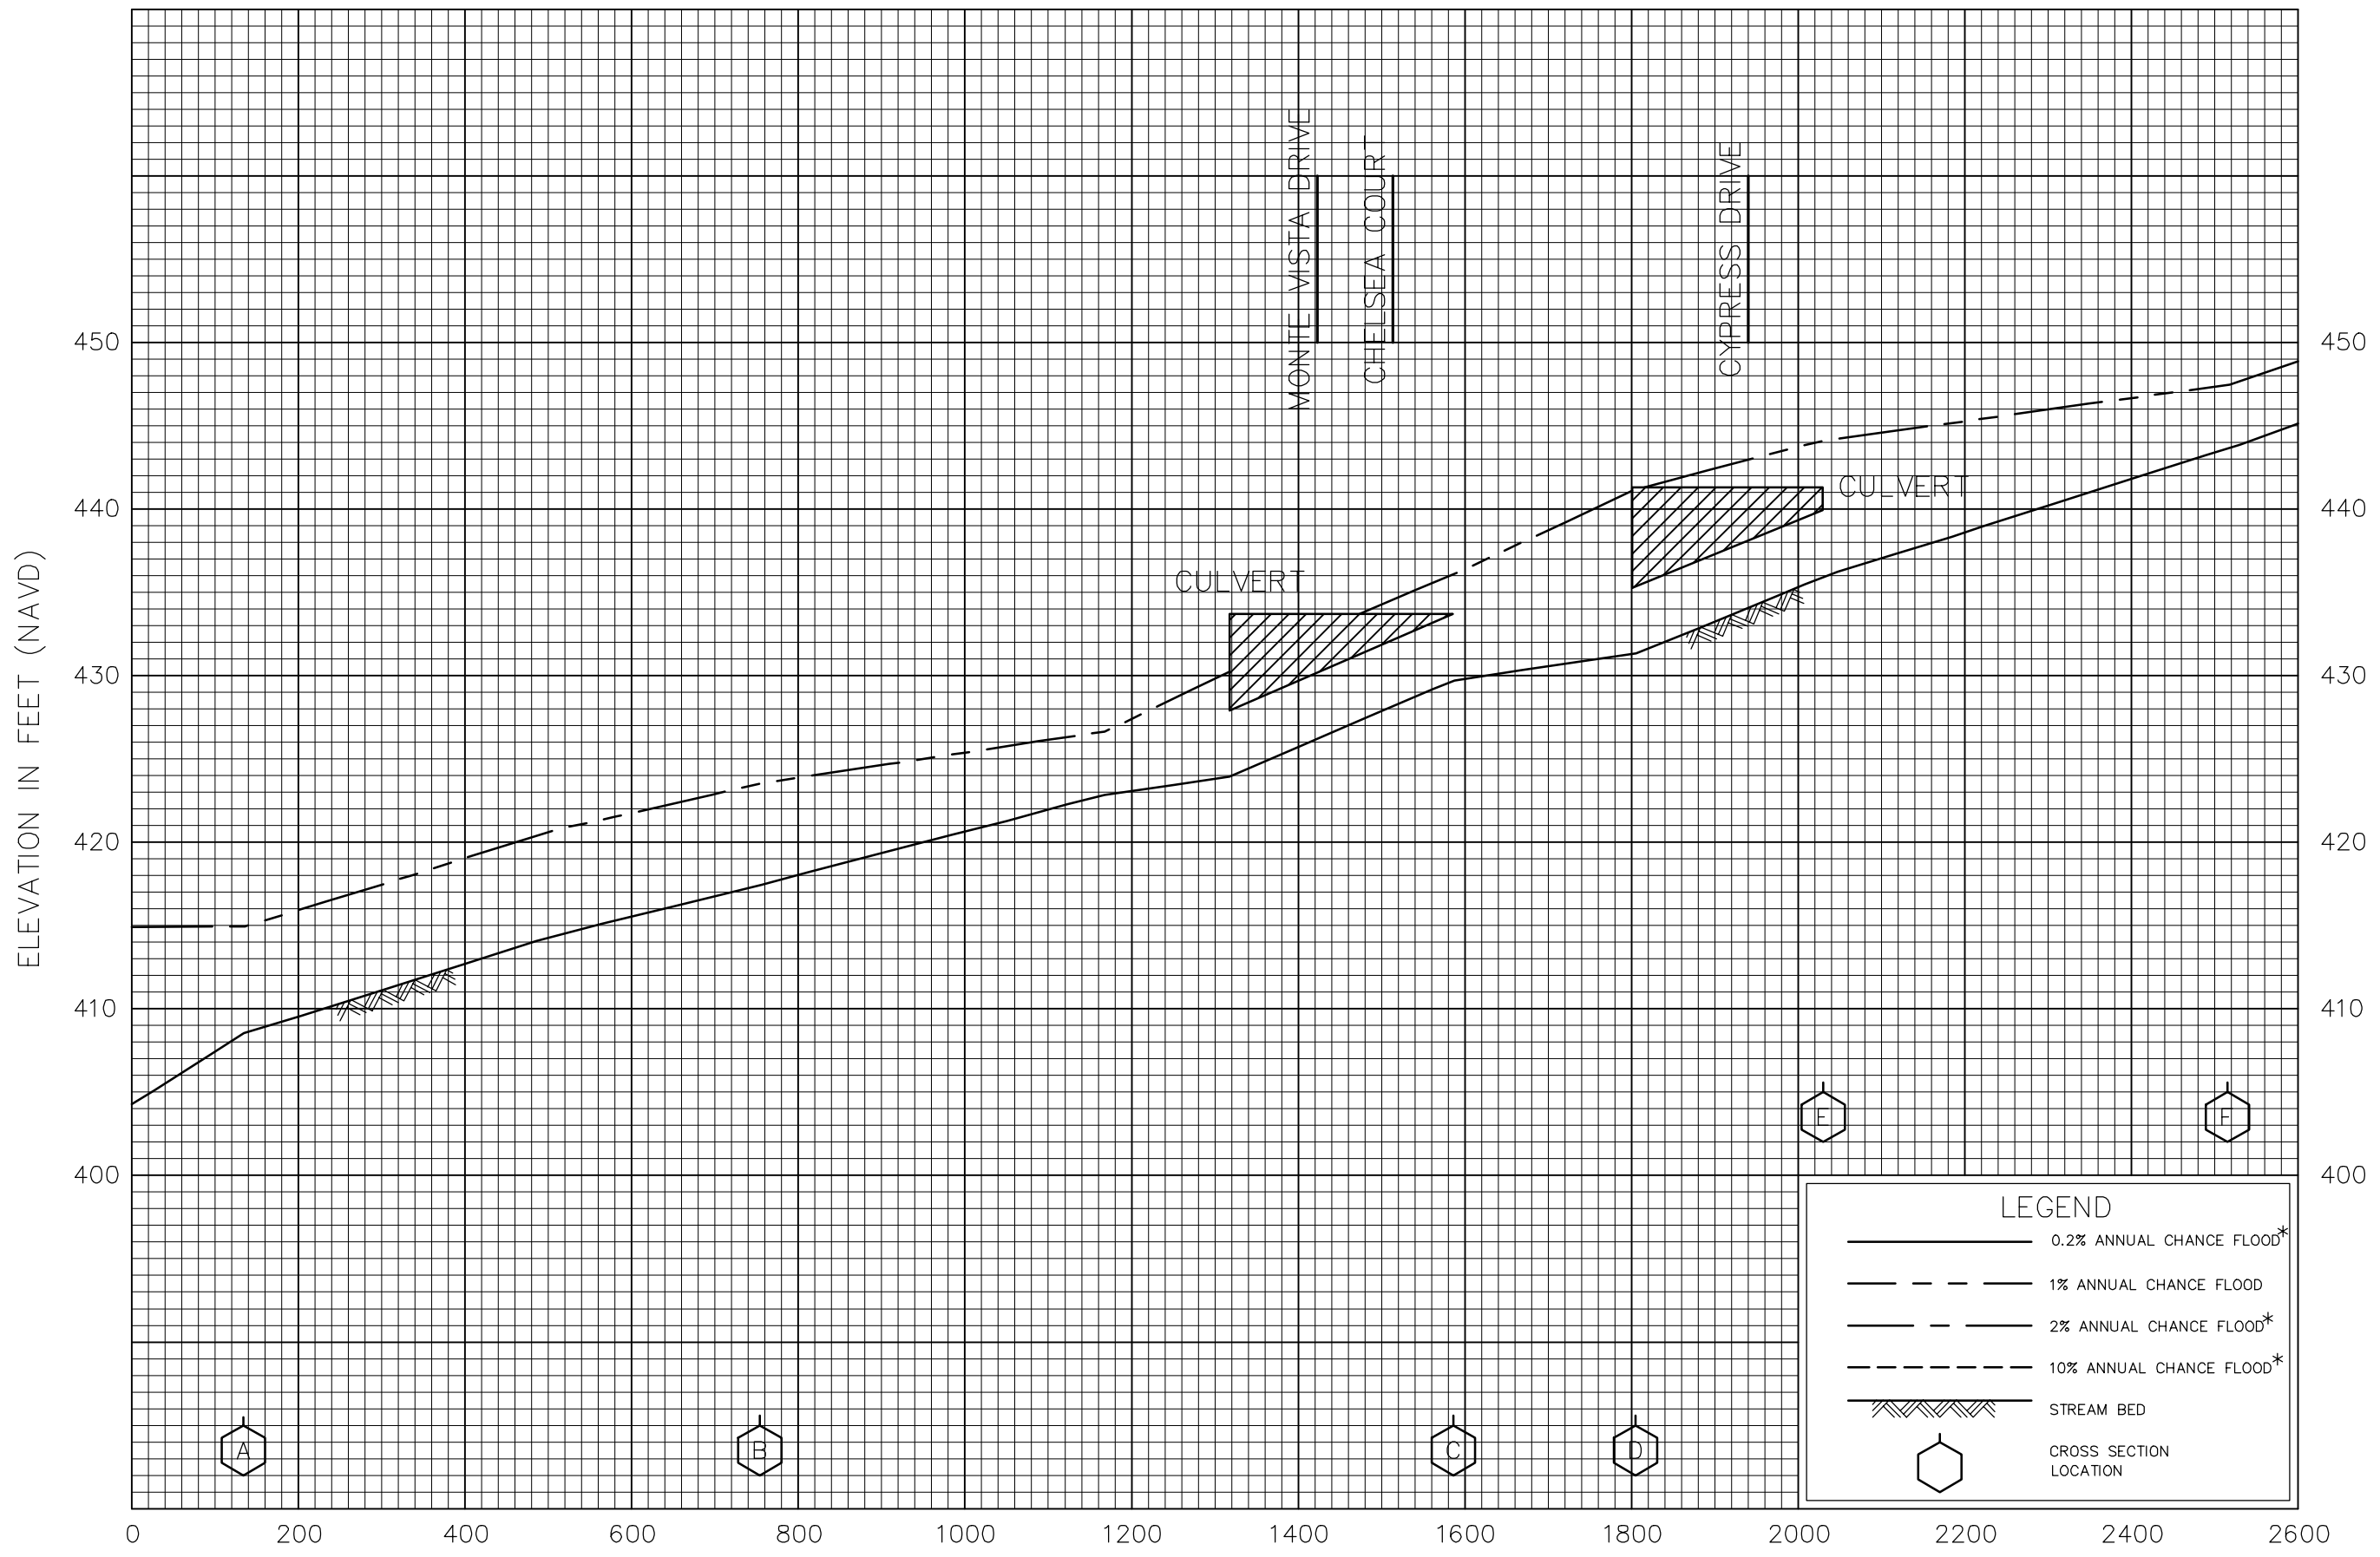 MONTE VISTA DRIVE
CHELSEA COURT
CYPRESS DRIVE
450
450
CULVERT
440
440
CULVERT
ELEVATION IN FEET (NAVD)
430
430
420
420
410
410
E
F
400
400
LEGEND
0.2% ANNUAL CHANCE FLOOD*
1% ANNUAL CHANCE FLOOD
2% ANNUAL CHANCE FLOOD*
10% ANNUAL CHANCE FLOOD*
STREAM BED
CROSS SECTION
LOCATION
A
B
C
D
0 200 400 600 800 1000 1200 1400 1600 1800 2000 2200 2400 2600